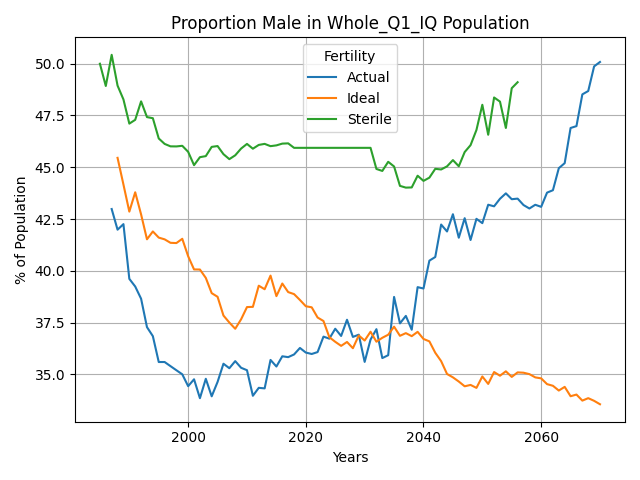 Proportion Male in Whole_Q1_IQ Population
Fertility
Actual
Ideal
Sterile
% of Population
50.0
47.5
45.0
42.5
40.0
37.5
35.0
2000
2020
2040
2060
Years